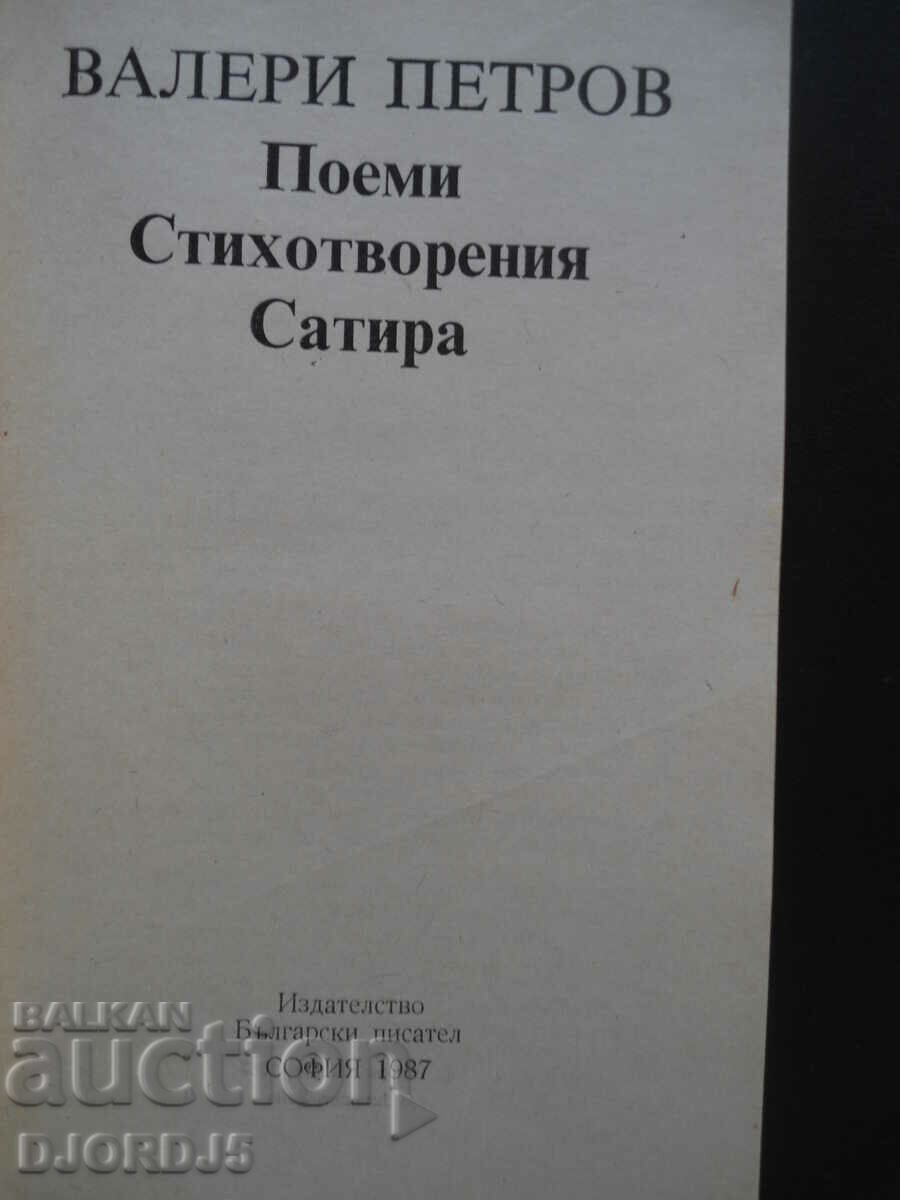 ВАЛЕРИ ПЕТРОВ
Поеми
Стихотворения
Сатира
Издателство
Български писател
СОФИЯ 1987
BALKAN
auction
DJORDJ5